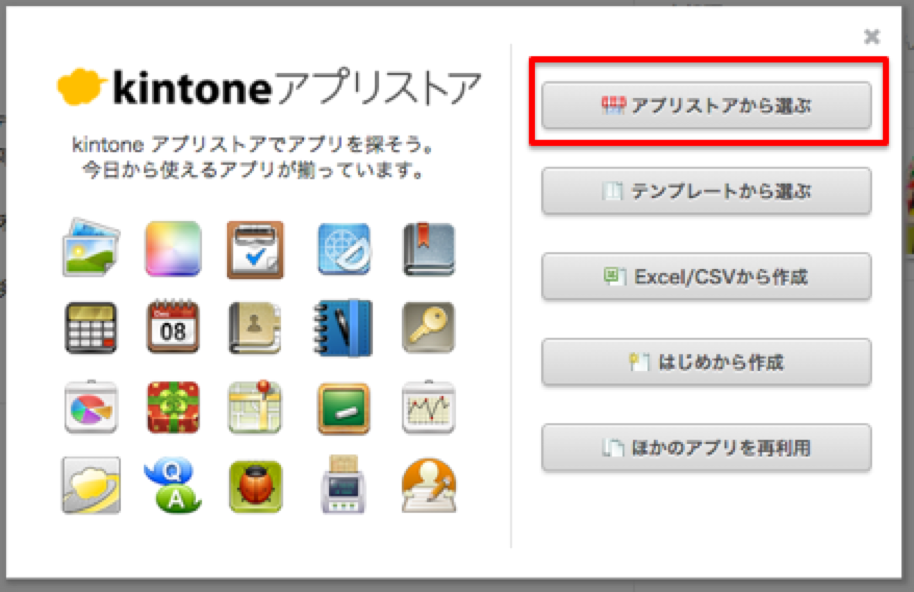 kintoneアプリストア
kintone アプリストアでアプリを探そう。
今日から使えるアプリが揃っています。
Dec
08
Q
A
アプリストアから選ぶ
テンプレートから選ぶ
Excel/CSVから作成
はじめから作成
ほかのアプリを再利用